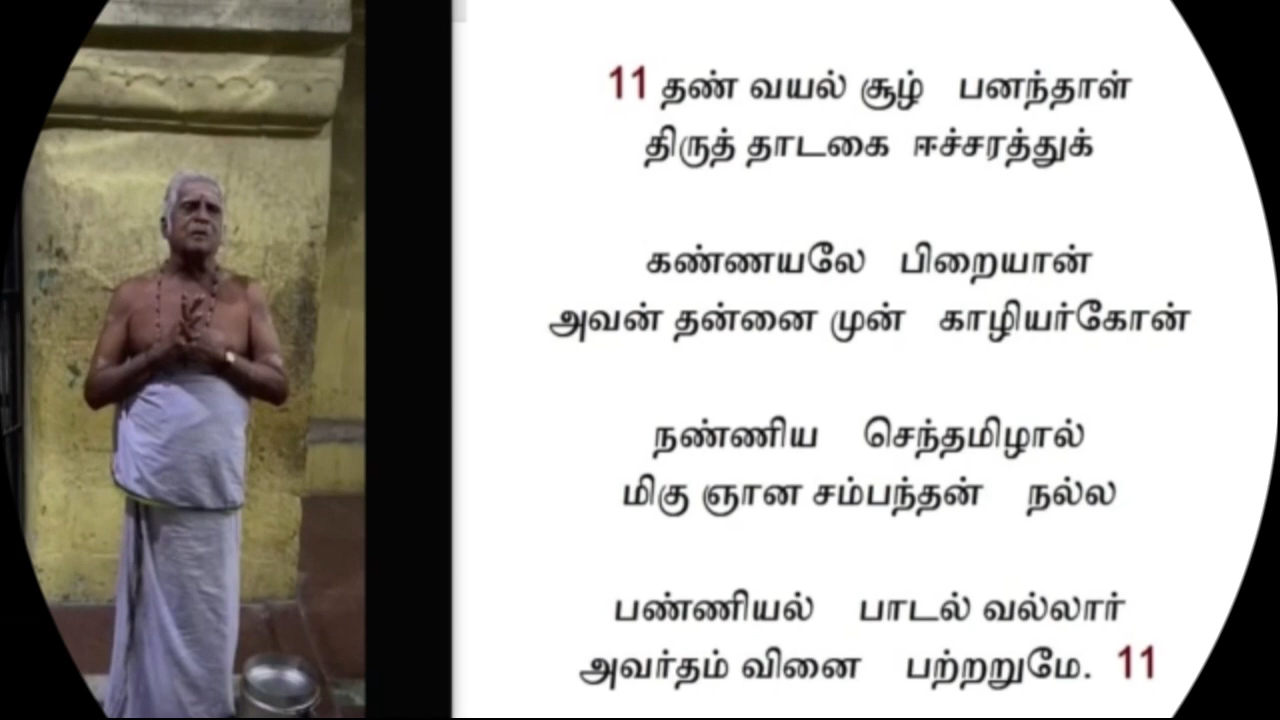 11 தண் வயல் சூழ் பனந்தாள்
திருத் தாடகை ஈச்சரத்துக்
கண்ணயலே பிறையான்
அவன் தன்னை முன் காழியர்கோன்
நண்ணிய செந்தமிழால்
மிகு ஞான சம்பந்தன் நல்ல
பண்ணியல் பாடல் வல்லார்
அவர்தம் வினை பற்றறுமே. 11